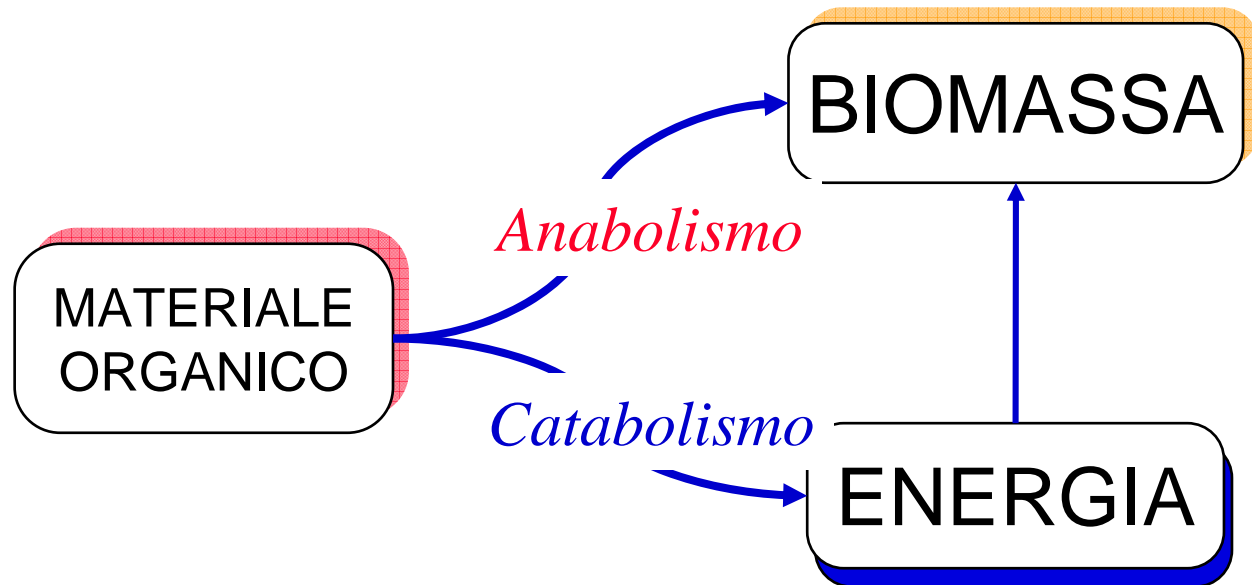 BIOMASSA
Anabolismo
MATERIALE
ORGANICO
Catabolismo
ENERGIA